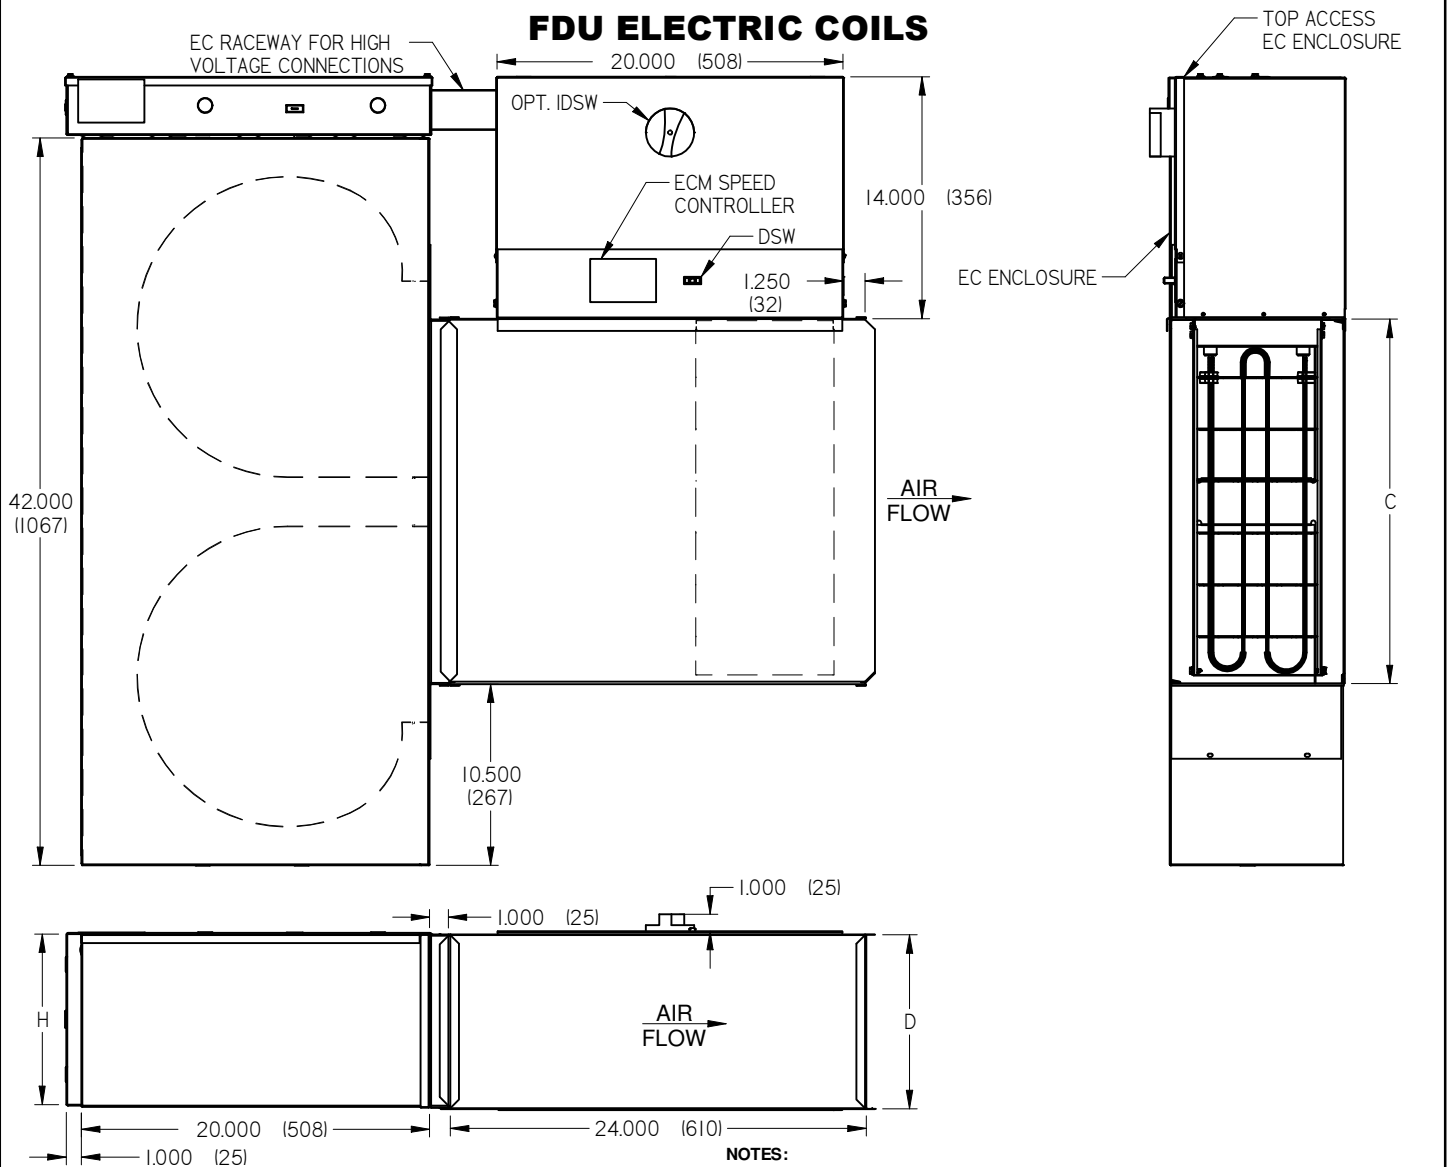 FDU ELECTRIC COILS
EC RACEWAY FOR HIGH
VOLTAGE CONNECTIONS
20.000 (508)
TOP ACCESS
EC ENCLOSURE
OPT. IDSW
ECM SPEED
CONTROLLER
DSW
14.000 (356)
1.250
(32)
EC ENCLOSURE
42.000
(1067)
AIR
FLOW
C
10.500
(267)
1.000 (25)
1.000 (25)
H
AIR
FLOW
D
20.000 (508)
24.000 (610)
1.000 (25)
NOTES: